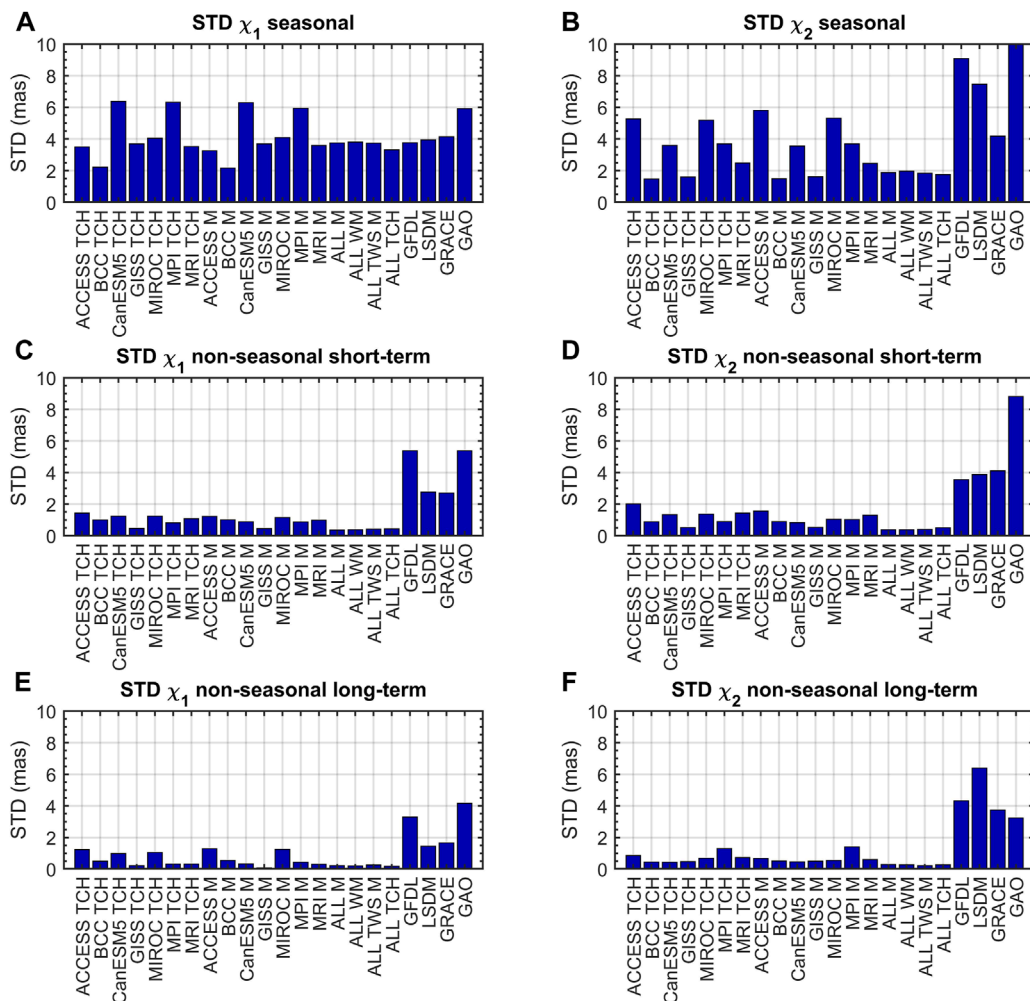 A
STD χ1 seasonal
STD (mas)
10
8
6
4
2
0
ACCESS TCH
BCC TCH
CanESM5 TCH
GISS TCH
MIROC TCH
MPI TCH
MRI TCH
ACCESS M
BCC M
CanESM5 M
GISS M
MIROC M
MPI M
MRI M
ALL M
ALL WM
ALL TWS M
ALL TCH
GFDL
LSDM
GRACE
GAO
B
STD χ2 seasonal
STD (mas)
10
8
6
4
2
0
ACCESS TCH
BCC TCH
CanESM5 TCH
GISS TCH
MIROC TCH
MPI TCH
MRI TCH
ACCESS M
BCC M
CanESM5 M
GISS M
MIROC M
MPI M
MRI M
ALL M
ALL WM
ALL TWS M
ALL TCH
GFDL
LSDM
GRACE
GAO
C
STD χ1 non-seasonal short-term
STD (mas)
10
8
6
4
2
0
ACCESS TCH
BCC TCH
CanESM5 TCH
GISS TCH
MIROC TCH
MPI TCH
MRI TCH
ACCESS M
BCC M
CanESM5 M
GISS M
MIROC M
MPI M
MRI M
ALL M
ALL WM
ALL TWS M
ALL TCH
GFDL
LSDM
GRACE
GAO
D
STD χ2 non-seasonal short-term
STD (mas)
10
8
6
4
2
0
ACCESS TCH
BCC TCH
CanESM5 TCH
GISS TCH
MIROC TCH
MPI TCH
MRI TCH
ACCESS M
BCC M
CanESM5 M
GISS M
MIROC M
MPI M
MRI M
ALL M
ALL WM
ALL TWS M
ALL TCH
GFDL
LSDM
GRACE
GAO
E
STD χ1 non-seasonal long-term
STD (mas)
10
8
6
4
2
0
ACCESS TCH
BCC TCH
CanESM5 TCH
GISS TCH
MIROC TCH
MPI TCH
MRI TCH
ACCESS M
BCC M
CanESM5 M
GISS M
MIROC M
MPI M
MRI M
ALL M
ALL WM
ALL TWS M
ALL TCH
GFDL
LSDM
GRACE
GAO
F
STD χ2 non-seasonal long-term
STD (mas)
10
8
6
4
2
0
ACCESS TCH
BCC TCH
CanESM5 TCH
GISS TCH
MIROC TCH
MPI TCH
MRI TCH
ACCESS M
BCC M
CanESM5 M
GISS M
MIROC M
MPI M
MRI M
ALL M
ALL WM
ALL TWS M
ALL TCH
GFDL
LSDM
GRACE
GAO